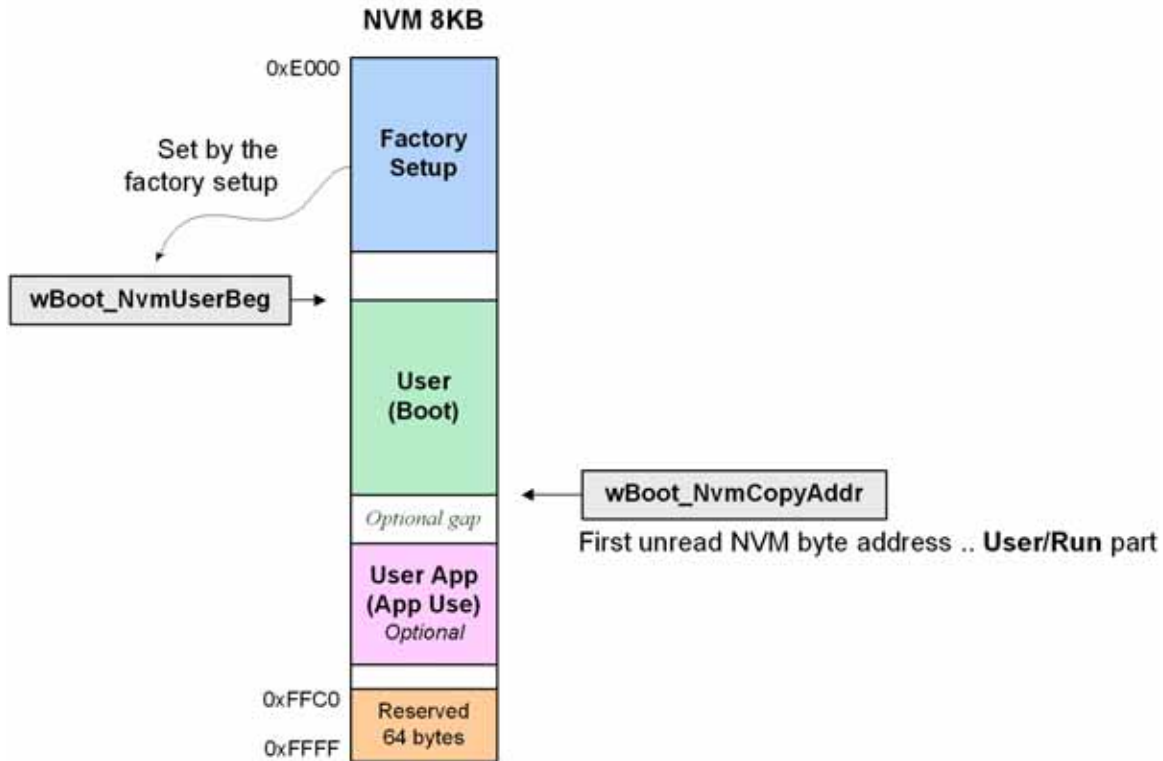 NVM 8KB
0xE000
Factory
Setup
Set by the
factory setup
wBoot_NvmUserBeg
User
(Boot)
wBoot_NvmCopyAddr
Optional gap
First unread NVM byte address .. User/Run part
User App
(App Use)
Optional
0xFFC0
Reserved
64 bytes
0xFFFF